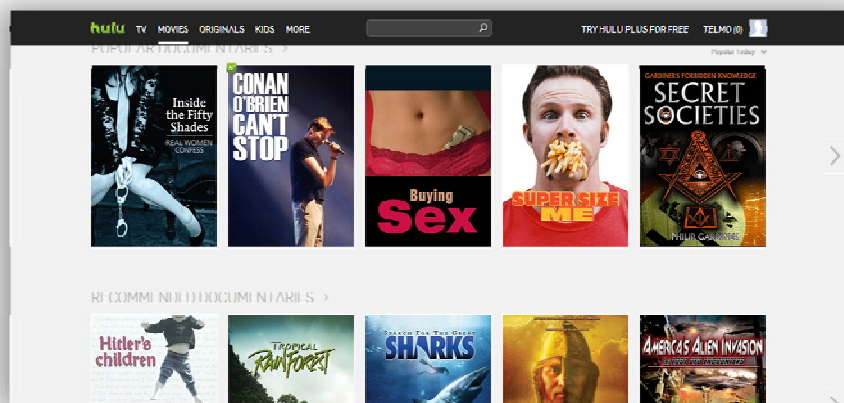 hulu TV MOVIES ORIGINALS KIDS MORE TRY HULU PLUS FOR FREE TELMO (0)
POPULAR DOCUMENTARIES >
Popular Today
Inside
the Fifty
Shades
REAL WOMEN
CONFESS
CONAN
O'BRIEN
CAN'T
STOP
Buying
Sex
SUPER SIZE
ME
GARDINER'S FORBIDDEN KNOWLEDGE
SECRET
SOCIETIES
PHILIP GARDINER
RECOMMENDED DOCUMENTARIES >
Hitler's
children
TROPICAL
RAINFOREST
SEARCH FOR THE GREAT
SHARKS
AMERICA'S ALIEN INVASION